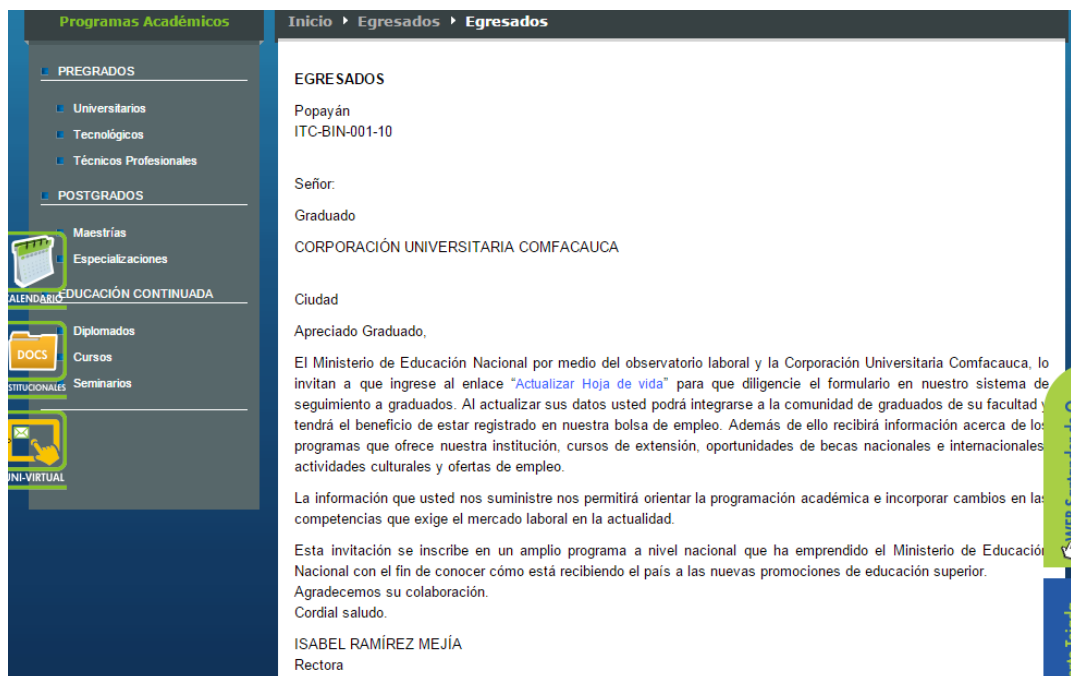 Programas Académicos
Inicio Egresados Egresados
PREGRADOS
Universitarios
Tecnológicos
Técnicos Profesionales
POSTGRADOS
Maestrías
Especializaciones
EDUCACIÓN CONTINUADA
Diplomados
Cursos
Seminarios
DOCS
EGRESADOS
Popayán
ITC-BIN-001-10
Señor:
Graduado
CORPORACIÓN UNIVERSITARIA COMFACAUCA
Ciudad
Apreciado Graduado,
El Ministerio de Educación Nacional por medio del observatorio laboral y la Corporación Universitaria Comfacauca, lo
invitan a que ingrese al enlace “Actualizar Hoja de vida” para que diligencie el formulario en nuestro sistema de
seguimiento a graduados. Al actualizar sus datos usted podrá integrarse a la comunidad de graduados de su facultad y
tendrá el beneficio de estar registrado en nuestra bolsa de empleo. Además de ello recibirá información acerca de los
programas que ofrece nuestra institución, cursos de extensión, oportunidades de becas nacionales e internacionales
actividades culturales y ofertas de empleo.
La información que usted nos suministre nos permitirá orientar la programación académica e incorporar cambios en las
competencias que exige el mercado laboral en la actualidad.
Esta invitación se inscribe en un amplio programa a nivel nacional que ha emprendido el Ministerio de Educación
Nacional con el fin de conocer cómo está recibiendo el país a las nuevas promociones de educación superior.
Agradecemos su colaboración.
Cordial saludo.
ISABEL RAMÍREZ MEJÍA
Rectora